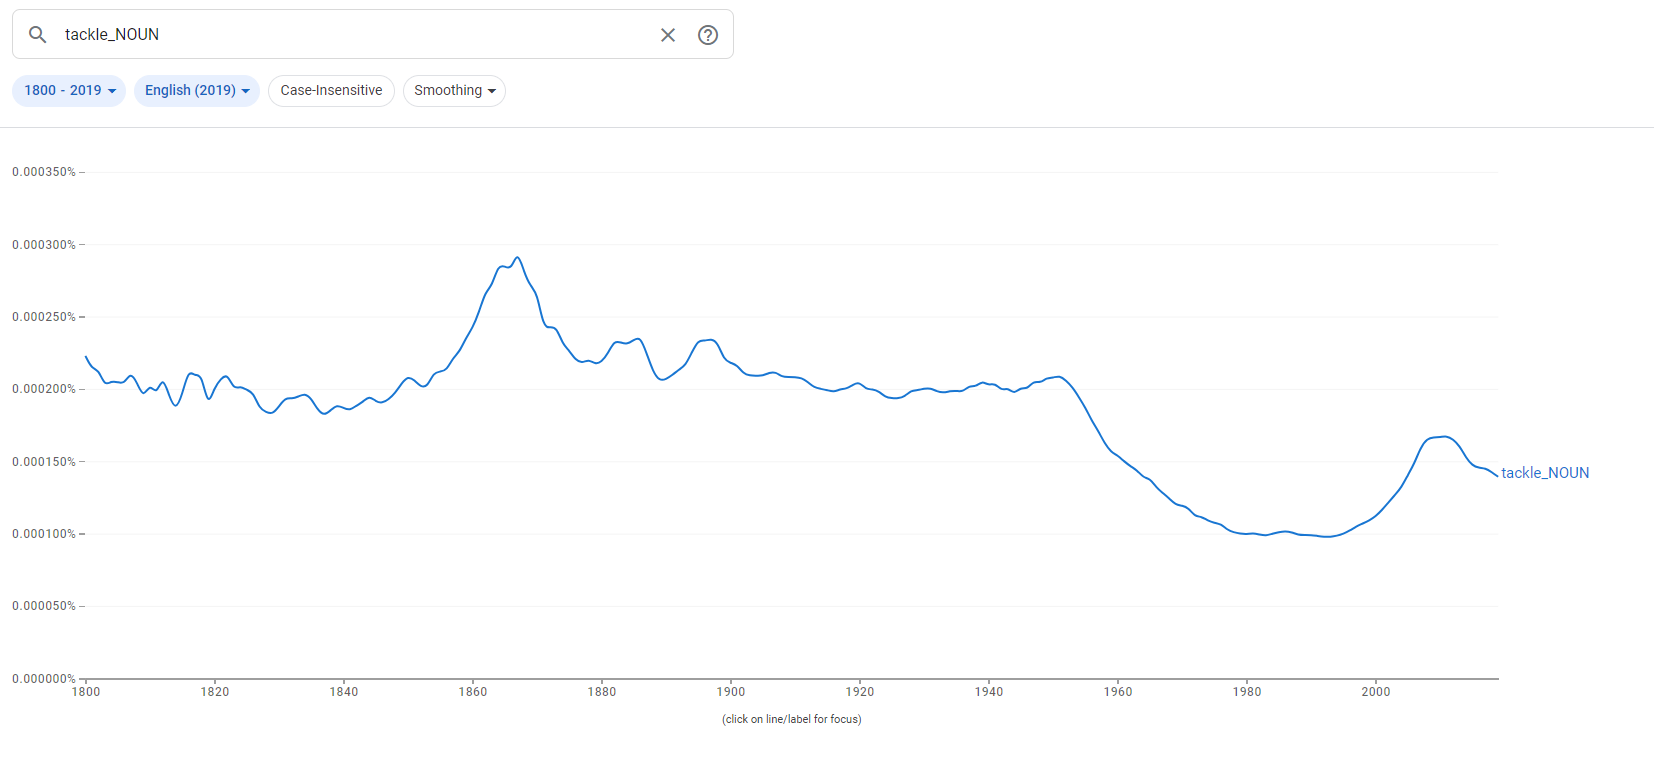 tackle_NOUN
1800 - 2019 English (2019) Case-Insensitive Smoothing
0.000350%
0.000300%
0.000250%
0.000200%
0.000150%
0.000100%
0.000050%
0.000000%
tackle_NOUN
1800 1820 1840 1860 1880 1900 1920 1940 1960 1980 2000
(click on line/label for focus)